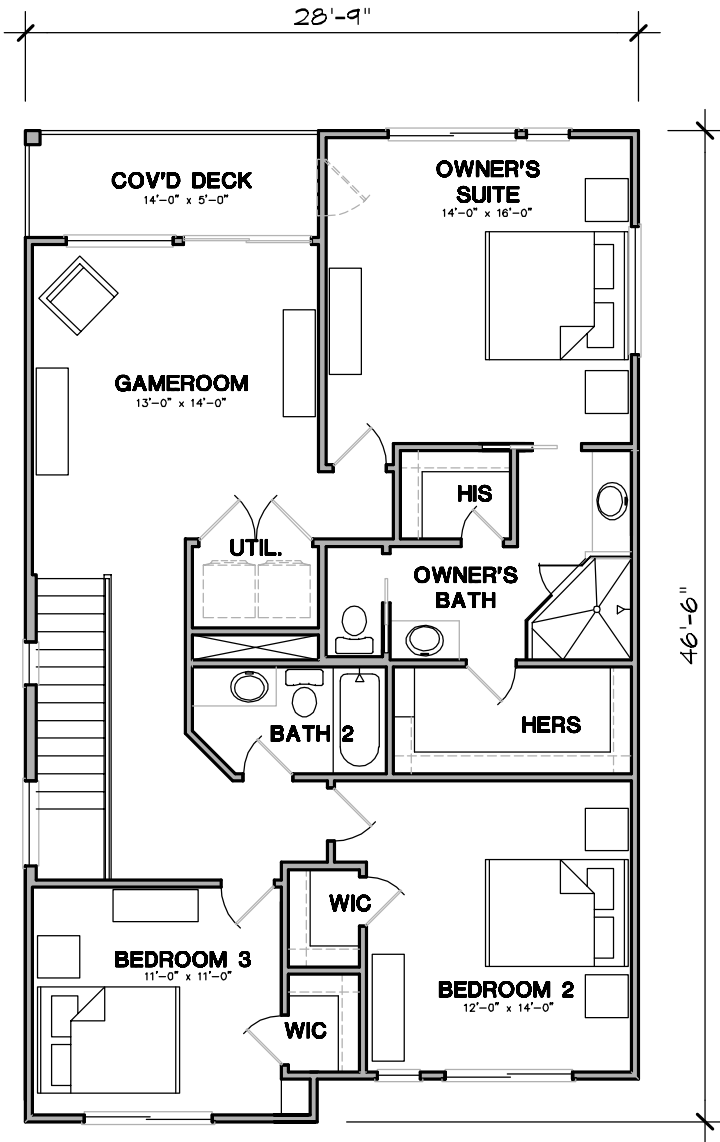 28'-9"
COV'D DECK
14'-0" x 5'-0"
OWNER'S
SUITE
14'-0" x 16'-0"
GAMEROOM
13'-0" x 14'-0"
HIS
UTIL.
OWNER'S
BATH
46'-6"
HERS
BATH 2
WIC
BEDROOM 3
11'-0" x 11'-0"
BEDROOM 2
12'-0" x 14'-0"
WIC